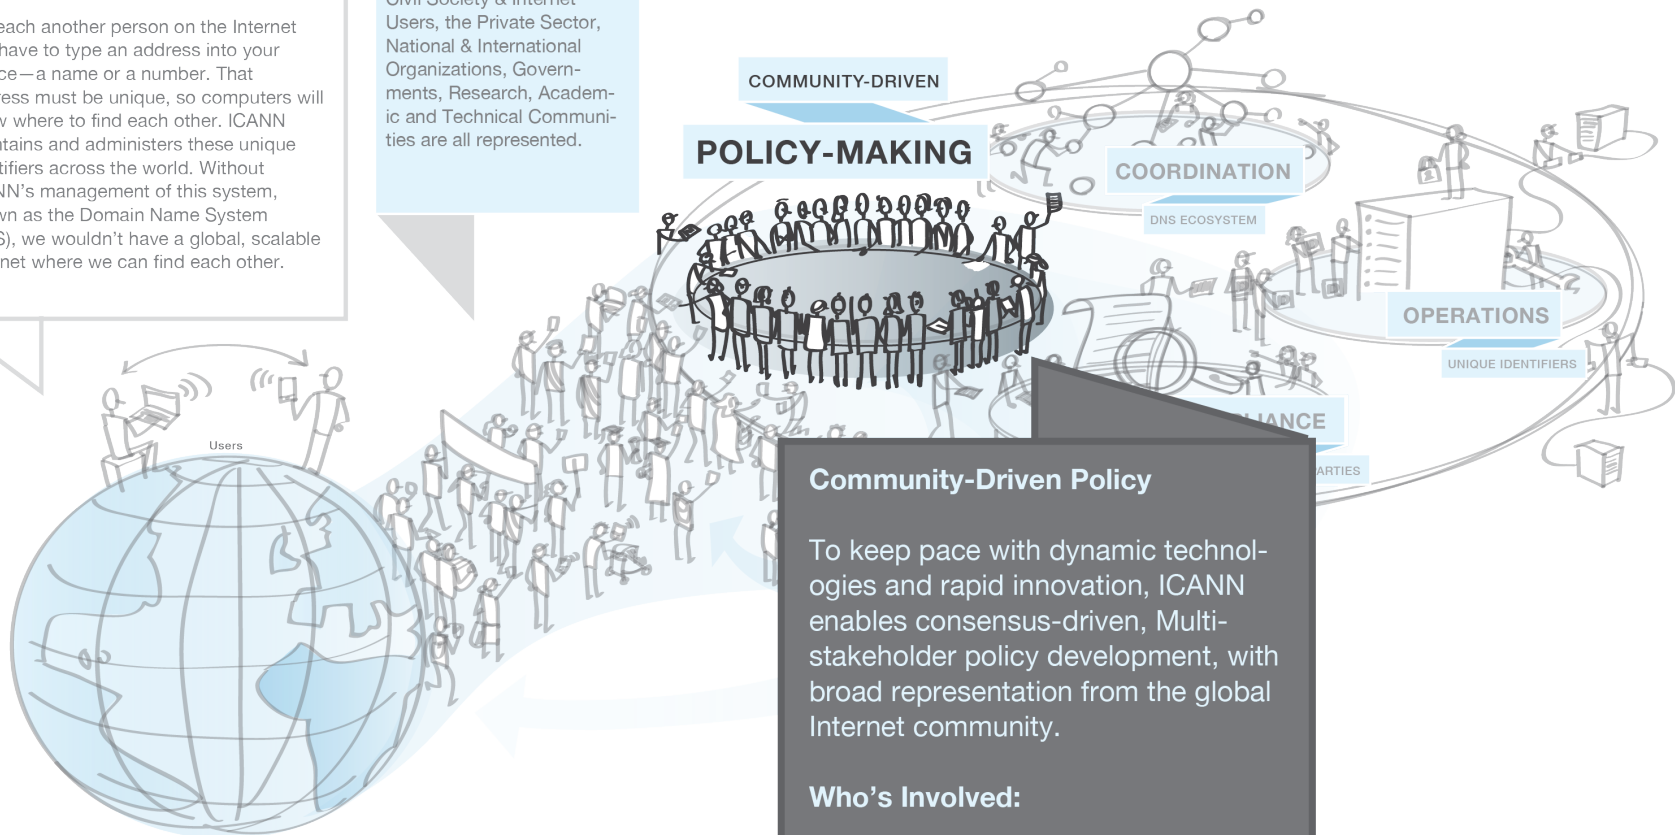 each another person on the Internet
have to type an address into your
ce—a name or a number. That
ress must be unique, so computers will
w where to find each other. ICANN
ntains and administers these unique
tifiers across the world. Without
NN's management of this system,
wn as the Domain Name System
S), we wouldn't have a global, scalable
net where we can find each other.
Civil Society & Internet
Users, the Private Sector,
National & International
Organizations, Govern-
ments, Research, Academ-
ic and Technical Communi-
ties are all represented.
COMMUNITY-DRIVEN
POLICY-MAKING
COORDINATION
DNS ECOSYSTEM
OPERATIONS
UNIQUE IDENTIFIERS
LIANCE
ARTIES
Users
Community-Driven Policy
To keep pace with dynamic technol-
ogies and rapid innovation, ICANN
enables consensus-driven, Multi-
stakeholder policy development, with
broad representation from the global
Internet community.
Who's Involved: